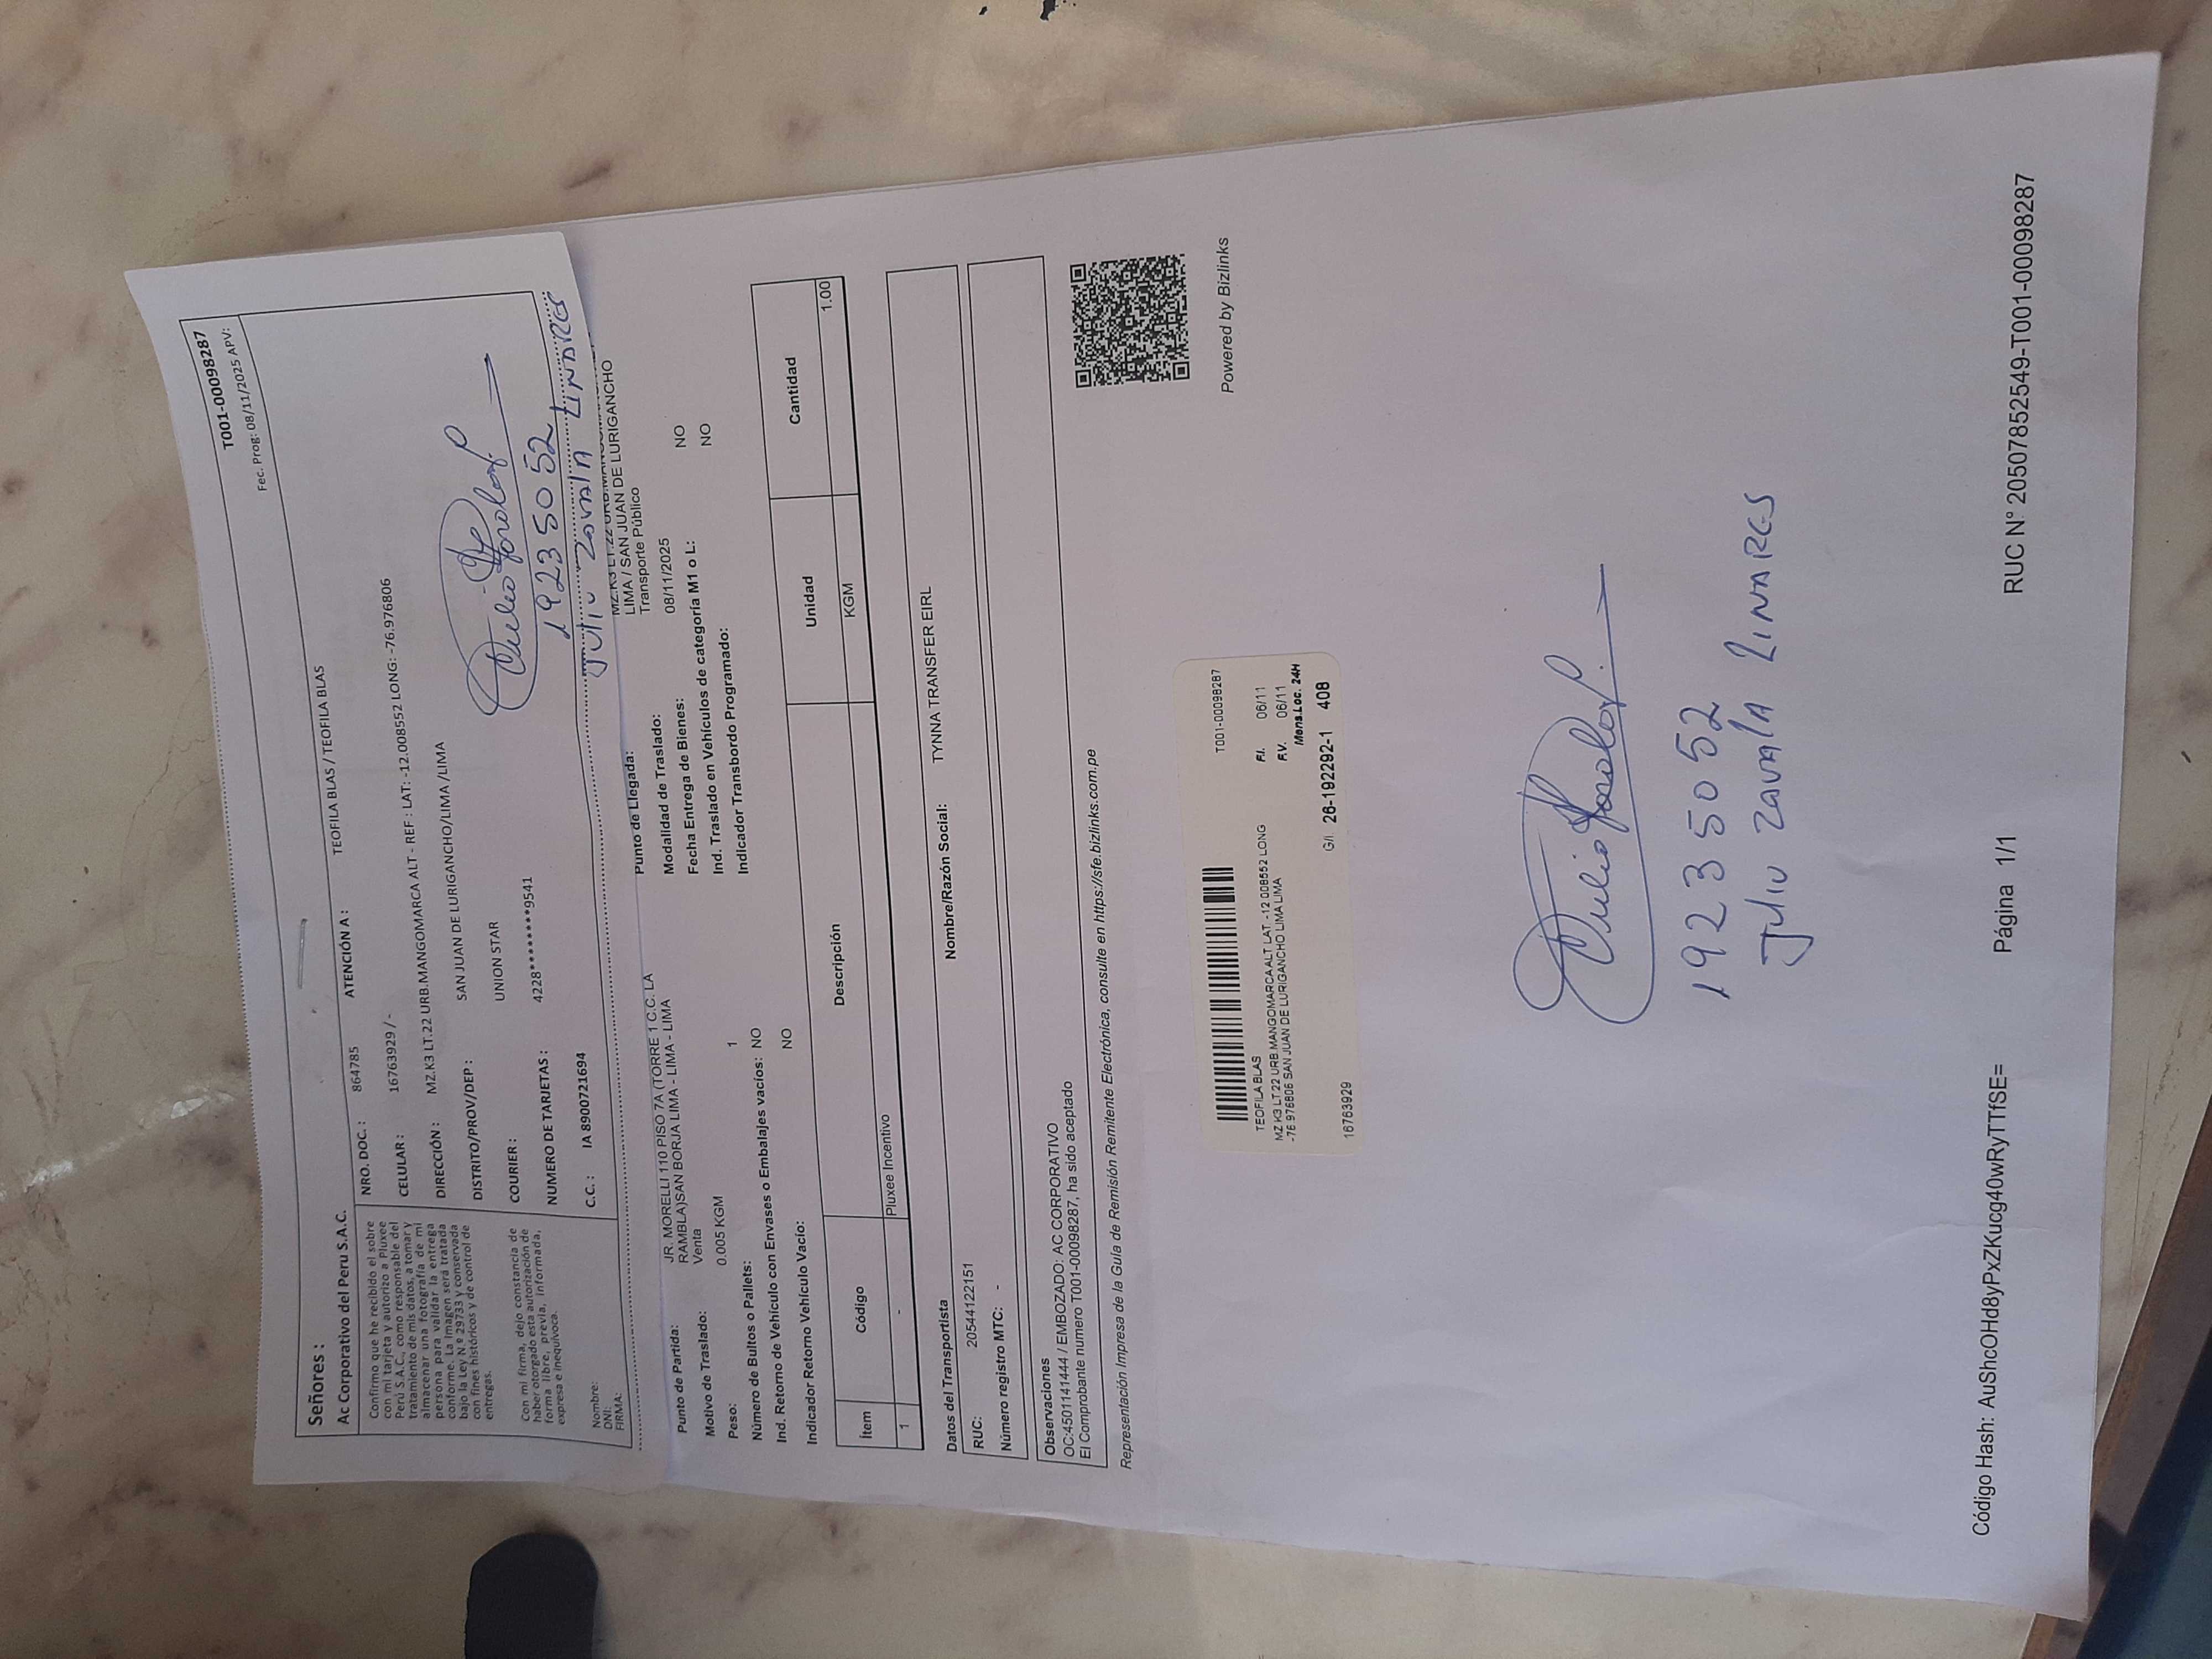 T001-00098287
Fec. Prog: 08/11/2025 APV:
Señores :
Ac Corporativo del Peru S.A.C.
Confirmo que he recibido el sobre
con mi tarjeta y autorizo a Pluxee
Perú S.A.C., como responsable del
tratamiento de mis datos, a tomar y
almacenar una fotografía de mi
persona para validar la entrega
conforme. La imagen será tratada
bajo la Ley N.º 29733 y conservada
con fines históricos y de control de
entregas.
Con mi firma, dejo constancia de
haber otorgado esta autorización de
forma libre, previa, informada,
expresa e inequívoca.
Nombre:
DNI:
FIRMA:
NRO. DOC. : 864785 ATENCIÓN A : TEOFILA BLAS / TEOFILA BLAS
CELULAR : 16763929 / -
DIRECCIÓN : MZ.K3 LT.22 URB.MANGOMARCA ALT - REF : LAT: -12.008552 LONG: -76.976806
DISTRITO/PROV/DEP : SAN JUAN DE LURIGANCHO/LIMA /LIMA
COURIER : UNION STAR
NUMERO DE TARJETAS : 4228*********9541
C.C. : IA 8900721694
19235052
Julio Zavala Linares
Punto de Partida: JR. MORELLI 110 PISO 7A (TORRE 1 C.C. LA
RAMBLA)SAN BORJA LIMA - LIMA - LIMA
Motivo de Traslado: Venta
Peso: 0.005 KGM
Número de Bultos o Pallets: 1
Ind. Retorno de Vehículo con Envases o Embalajes vacíos: NO
Indicador Retorno Vehículo Vacío: NO
Punto de Llegada:
LIMA / SAN JUAN DE LURIGANCHO
Modalidad de Traslado: Transporte Público
Fecha Entrega de Bienes: 08/11/2025
Ind. Traslado en Vehículos de categoría M1 o L: NO
Indicador Transbordo Programado: NO
Ítem Código Descripción Unidad Cantidad
1 - Pluxee Incentivo KGM 1.00
Datos del Transportista
RUC: 20544122151 Nombre/Razón Social: TYNNA TRANSFER EIRL
Número registro MTC: -
Observaciones
OC:4501141444 / EMBOZADO: AC CORPORATIVO
El Comprobante numero T001-00098287, ha sido aceptado
Representación Impresa de la Guía de Remisión Remitente Electrónica, consulte en https://sfe.bizlinks.com.pe
Powered by Bizlinks
T001-00098287
TEOFILA BLAS
MZ K3 LT.22 URB.MANGOMARCA ALT LAT. -12 008552 LONG
-76 976806 SAN JUAN DE LURIGANCHO LIMA LIMA
F.I. 06/11
F.V. 06/11
Mens.Loc. 24H
G/I 26-192292-1 408
16763929
19235052
Julio Zavala Linares
Código Hash: AuShcOHd8yPxZKucg40wRyTTfSE= Página 1/1 RUC N° 20507852549-T001-00098287